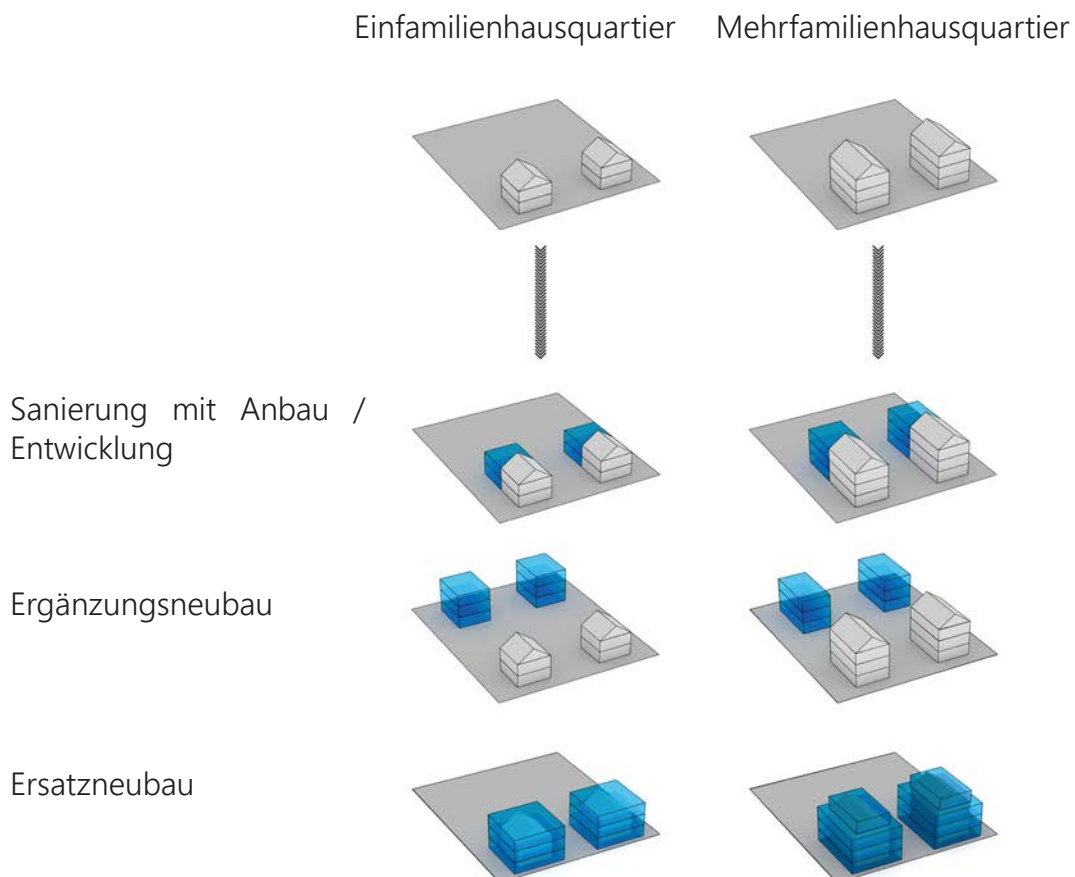 Einfamilienhausquartier Mehrfamilienhausquartier
Sanierung mit Anbau /
Entwicklung
Ergänzungsneubau
Ersatzneubau